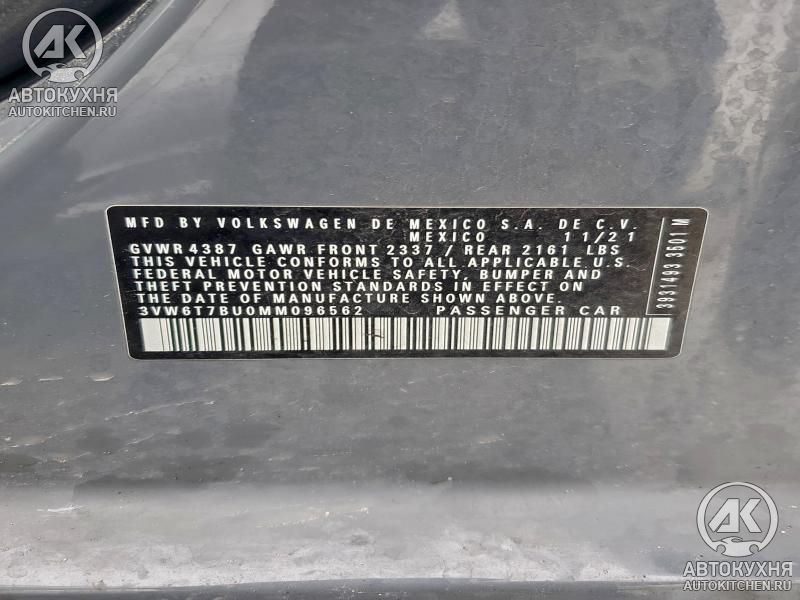 АК
АВТОКУХНЯ
AUTOKITCHEN.RU
MFD BY VOLKSWAGEN DE MEXICO S.A. DE C.V.
MEXICO 11/21
GVWR 4387 GAWR FRONT 2337 / REAR 2161 LBS
THIS VEHICLE CONFORMS TO ALL APPLICABLE U.S.
FEDERAL MOTOR VEHICLE SAFETY, BUMPER AND
THEFT PREVENTION STANDARDS IN EFFECT ON
THE DATE OF MANUFACTURE SHOWN ABOVE.
3VW6T7BU0MM096562 PASSENGER CAR
3931493 3501 M
АК
АВТОКУХНЯ
AUTOKITCHEN.RU